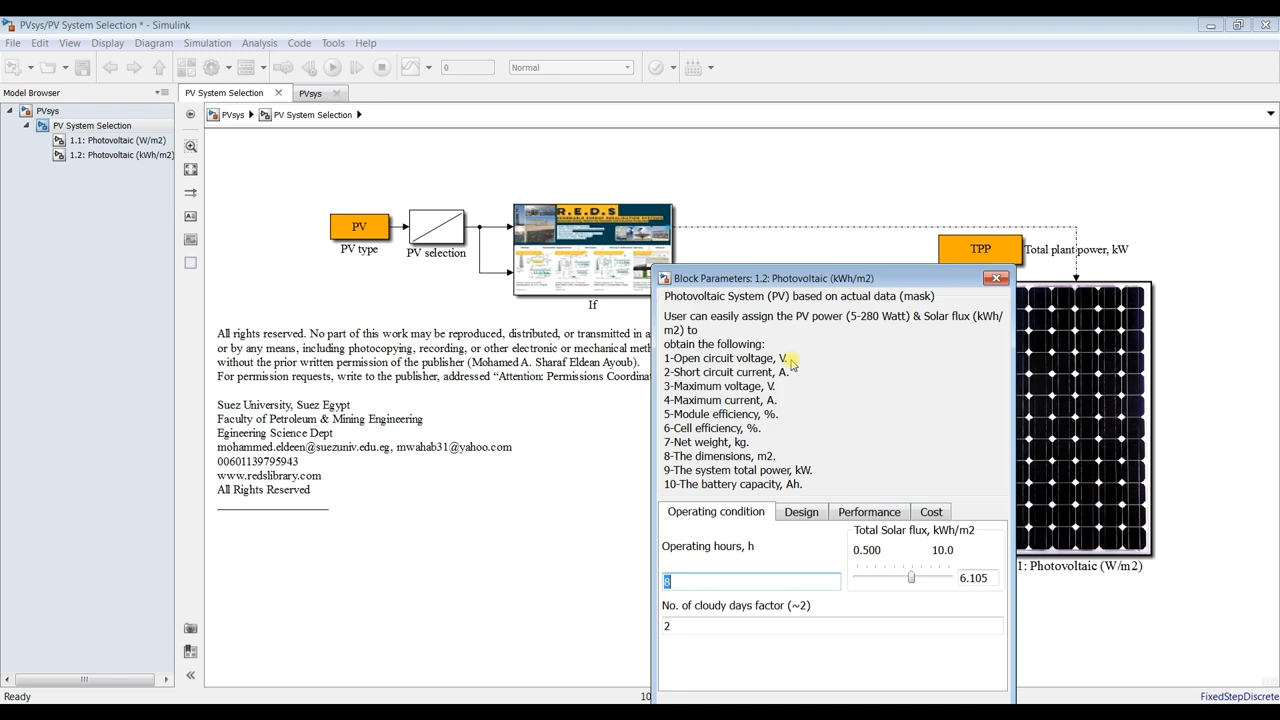 PVsys/PV System Selection * - Simulink
File Edit View Display Diagram Simulation Analysis Code Tools Help
0
Normal
Model Browser
PV System Selection
PVsys
PVsys
PV System Selection
1.1: Photovoltaic (W/m2)
1.2: Photovoltaic (kWh/m2)
PVsys PV System Selection
PV
PV type
PV selection
R.E.D.S
RENEWABLE ENERGY DESALINATION SYSTEMS
If
TPP
Total plant power, kW
All rights reserved. No part of this work may be reproduced, distributed, or transmitted in a
or by any means, including photocopying, recording, or other electronic or mechanical meth
without the prior written permission of the publisher (Mohamed A. Sharaf Eldean Ayoub).
For permission requests, write to the publisher, addressed “Attention: Permissions Coordina
Suez University, Suez Egypt
Faculty of Petroleum & Mining Engineering
Egineering Science Dept
mohammed.eldeen@suezuniv.edu.eg, mwahab31@yahoo.com
00601139795943
www.redslibrary.com
All Rights Reserved
Block Parameters: 1.2: Photovoltaic (kWh/m2)
Photovoltaic System (PV) based on actual data (mask)
User can easily assign the PV power (5-280 Watt) & Solar flux (kWh/
m2) to
obtain the following:
1-Open circuit voltage, V.
2-Short circuit current, A.
3-Maximum voltage, V.
4-Maximum current, A.
5-Module efficiency, %.
6-Cell efficiency, %.
7-Net weight, kg.
8-The dimensions, m2.
9-The system total power, kW.
10-The battery capacity, Ah.
Operating condition Design Performance Cost
Operating hours, h
8
Total Solar flux, kWh/m2
0.500 10.0
6.105
No. of cloudy days factor (~2)
2
1: Photovoltaic (W/m2)
Ready
10
FixedStepDiscrete